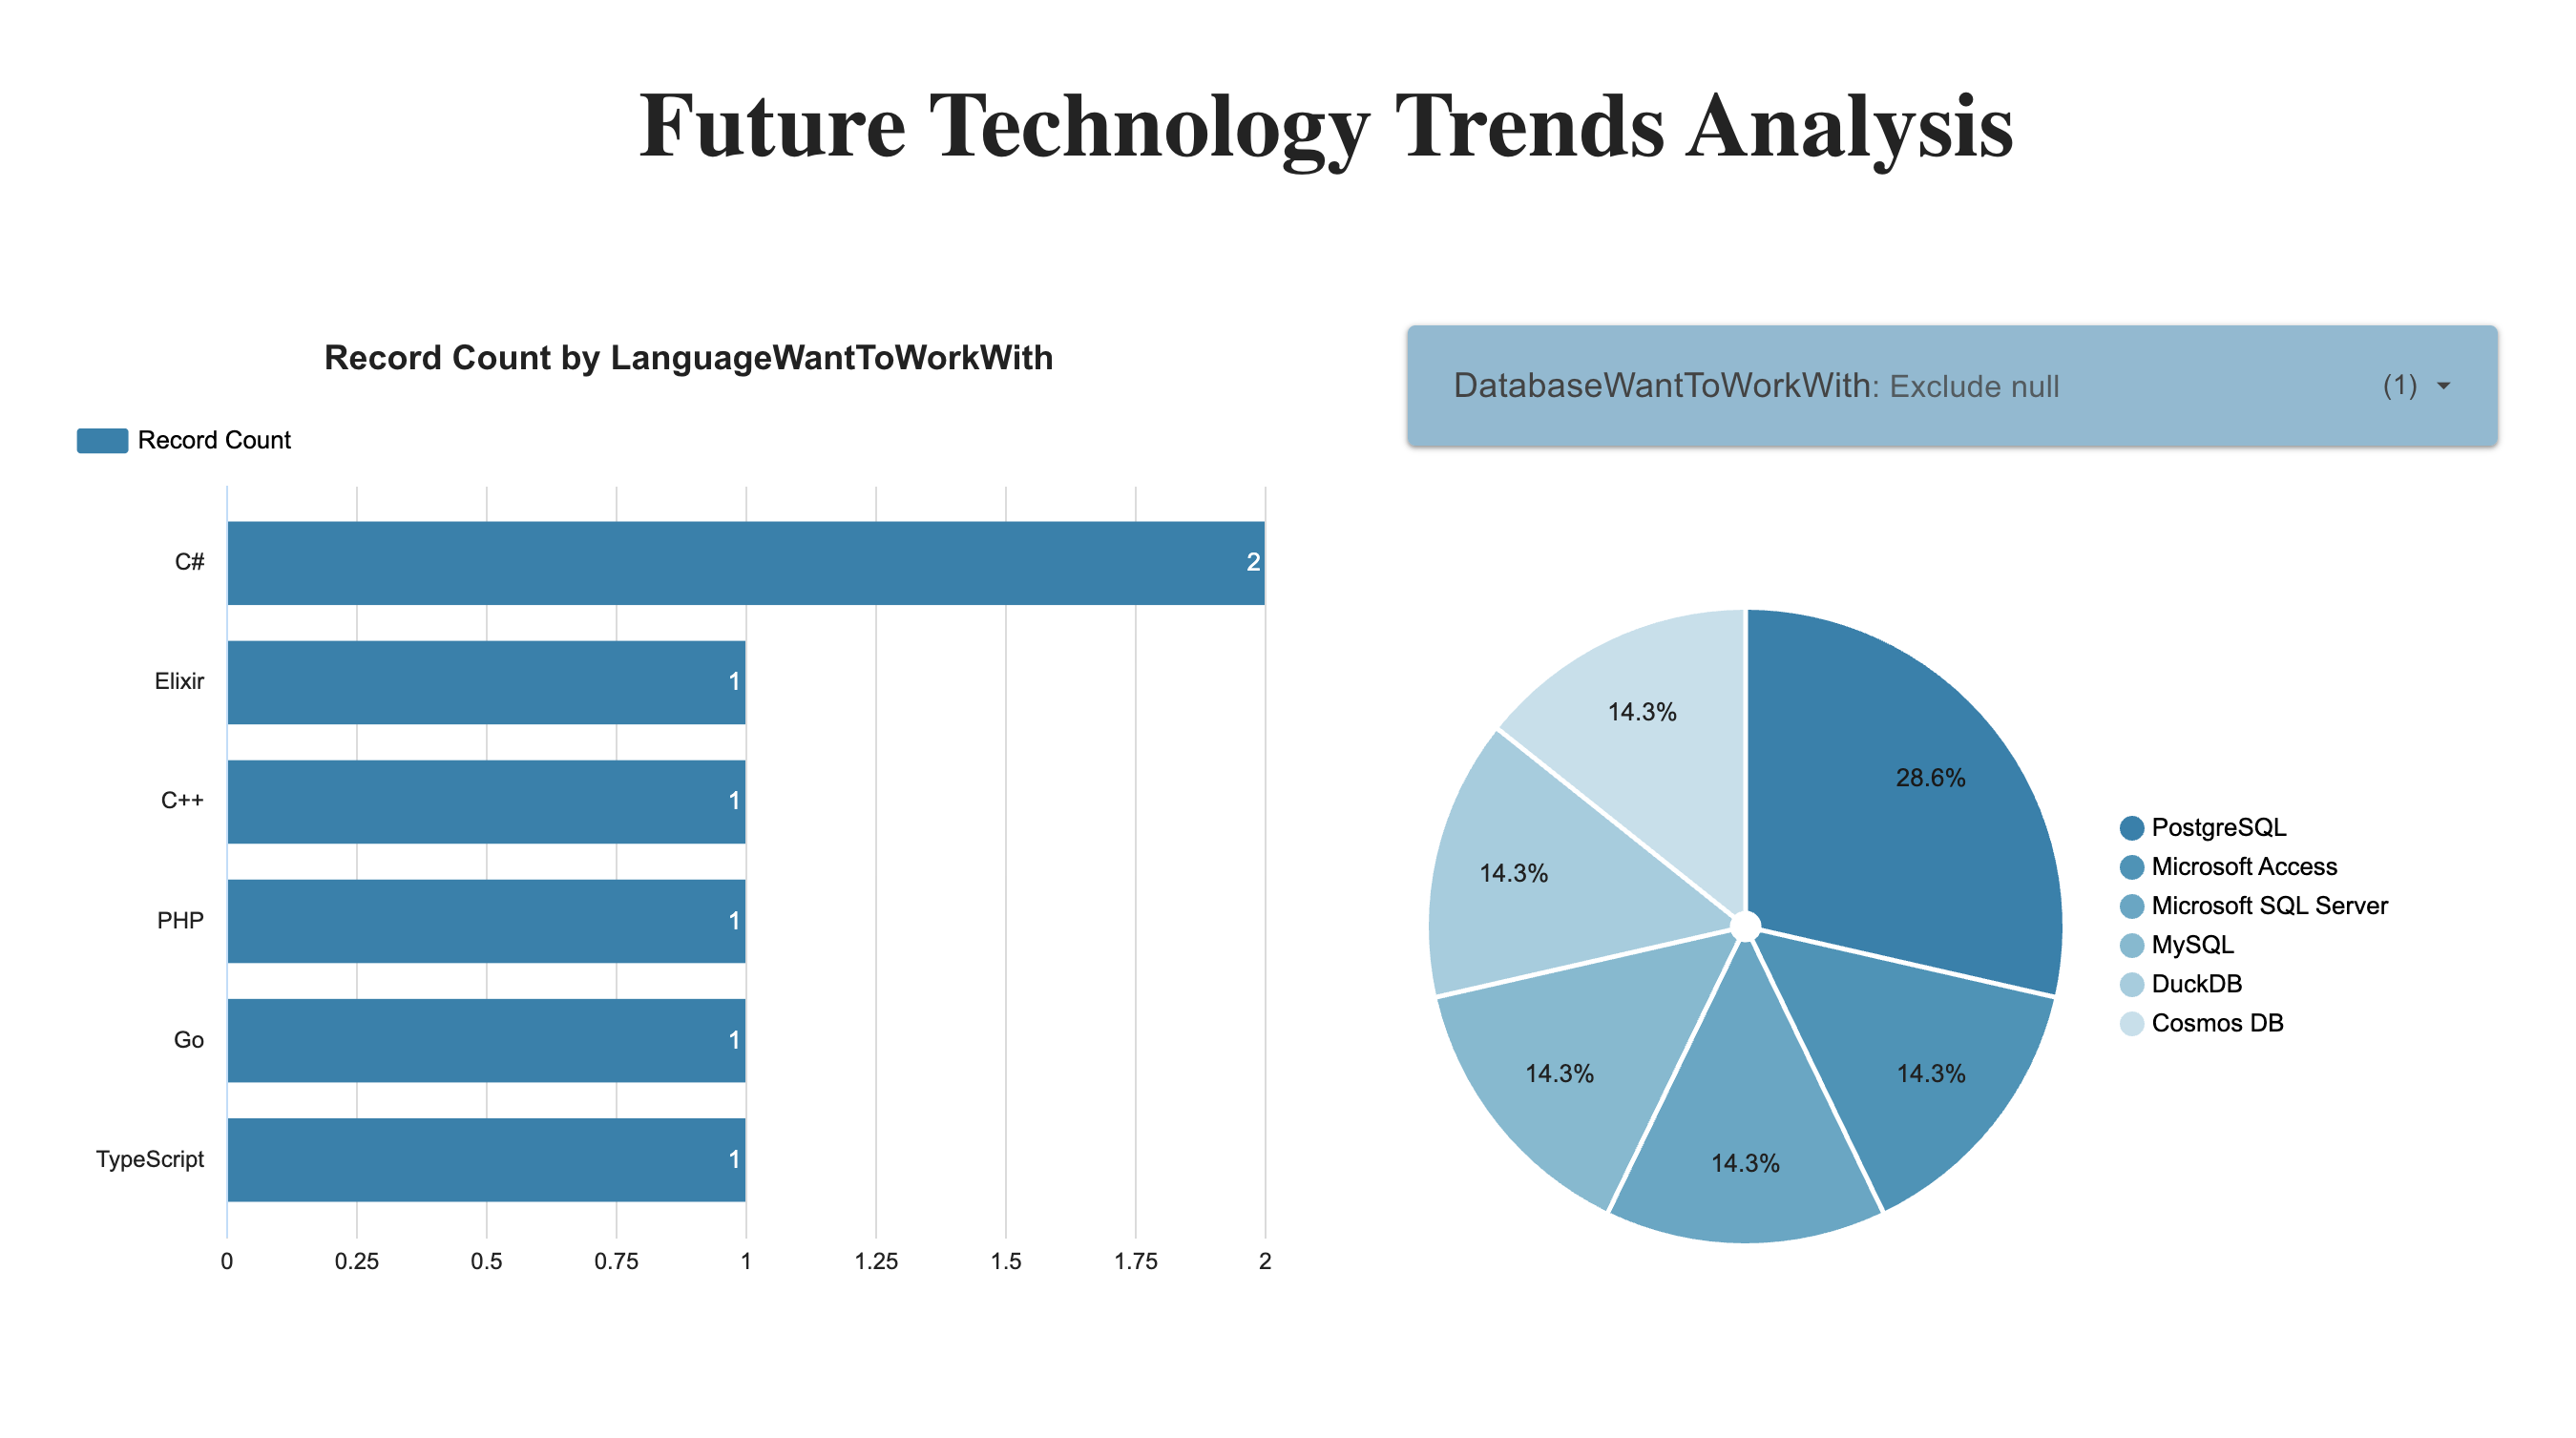 Future Technology Trends Analysis
Record Count by LanguageWantToWorkWith
Record Count
C#
2
Elixir
1
C++
1
PHP
1
Go
1
TypeScript
1
0 0.25 0.5 0.75 1 1.25 1.5 1.75 2
DatabaseWantToWorkWith: Exclude null (1)
14.3%
28.6%
14.3%
14.3%
14.3%
14.3%
PostgreSQL
Microsoft Access
Microsoft SQL Server
MySQL
DuckDB
Cosmos DB